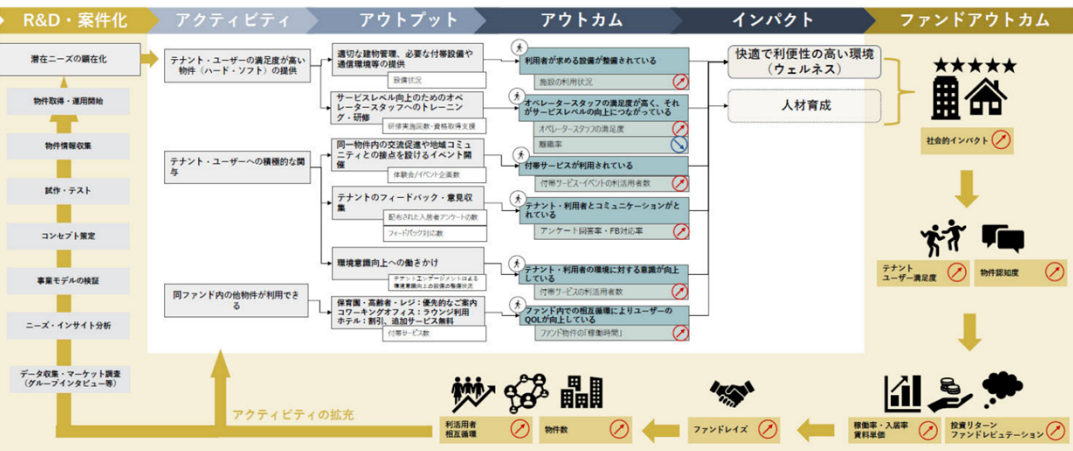 R&D・案件化
アクティビティ
アウトプット
アウトカム
インパクト
ファンドアウトカム
潜在ニーズの顕在化
物件取得・運用開始
物件情報収集
試作・テスト
コンセプト策定
事業モデルの検証
ニーズ・インサイト分析
データ収集・マーケット調査
(グループインタビュー等)
テナント・ユーザーの満足度が高い
物件(ハード・ソフト)の提供
テナント・ユーザーへの積極的な関
与
同ファンド内の他物件が利用でき
る
適切な建物管理、必要な付帯設備や
通信環境等の提供
設備状況
サービスレベル向上のためのオペ
レータースタッフへのトレーニン
グ・研修
研修実施回数・資格取得支援
同一物件内の交流促進や地域コミュ
ニティとの接点を設けるイベント開
催
体験会/イベント企画数
テナントのフィードバック・意見収
集
配布された入居者アンケートの数
フィードバック対応数
環境意識向上への働きかけ
テナントエンゲージメントによる
環境意識向上の設備の整備状況
保育園・高齢者・レジ:優先的なご案内
コワーキングオフィス:ラウンジ利用
ホテル:割引、追加サービス無料
付帯サービス数
利用者が求める設備が整備されている
施設の利用状況
オペレータースタッフの満足度が高く、それ
がサービスレベルの向上につながっている
オペレータスタッフの満足度
離職率
付帯サービスが利用されている
付帯サービス・イベントの利活用者数
テナント・利用者とコミュニケーションがと
れている
アンケート回答率・FB対応率
テナント・利用者の環境に対する意識が向上
している
付帯サービスの利活用者数
ファンド内での相互循環によりユーザーの
QOLが向上している
ファンド物件の「稼働時間」
快適で利便性の高い環境
(ウェルネス)
人材育成
社会的インパクト
テナント
ユーザー満足度
物件認知度
稼働率・入居率
賃料単価
投資リターン
ファンドレピュテーション
ファンドレイズ
物件数
利活用者
相互循環
アクティビティの拡充